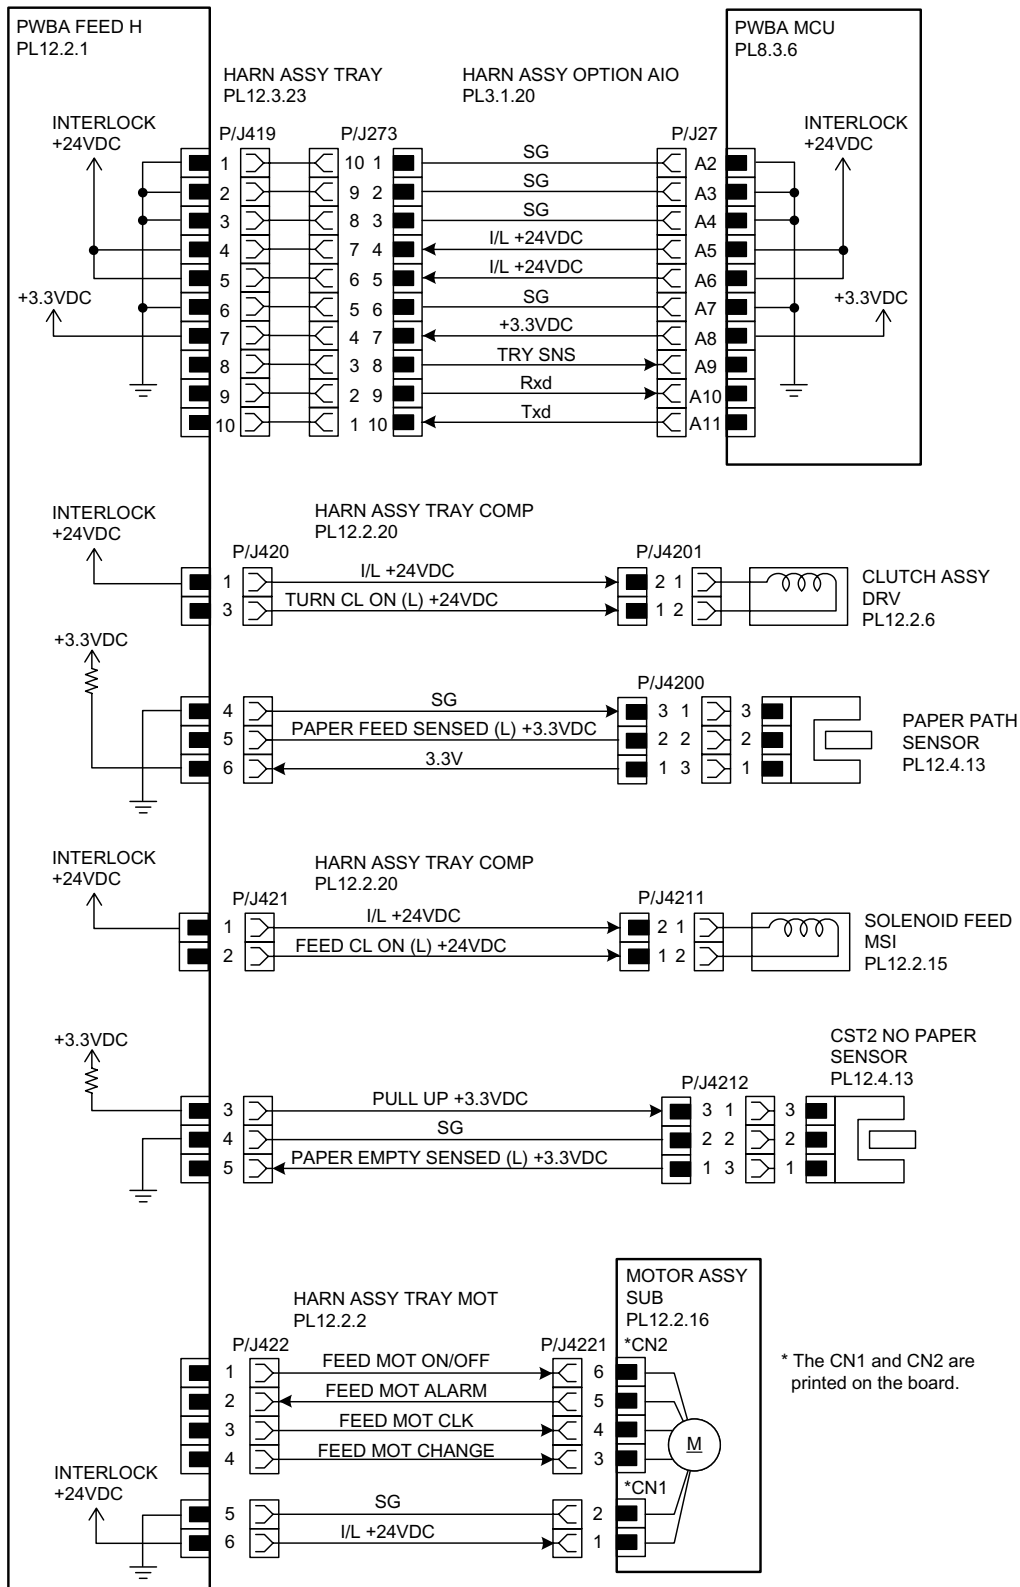 PWBA FEED H
PL12.2.1
PWBA MCU
PL8.3.6
HARN ASSY TRAY
PL12.3.23
HARN ASSY OPTION AIO
PL3.1.20
INTERLOCK
+24VDC
P/J419
P/J273
P/J27
INTERLOCK
+24VDC
1 10 1 SG A2
2 9 2 SG A3
3 8 3 SG A4
4 7 4 I/L +24VDC A5
5 6 5 I/L +24VDC A6
+3.3VDC
6 5 6 SG A7
+3.3VDC
7 4 7 +3.3VDC A8
8 3 8 TRY SNS A9
9 2 9 Rxd A10
10 1 10 Txd A11
INTERLOCK
+24VDC
HARN ASSY TRAY COMP
PL12.2.20
P/J420
P/J4201
1 I/L +24VDC 2 1
3 TURN CL ON (L) +24VDC 1 2
CLUTCH ASSY
DRV
PL12.2.6
+3.3VDC
P/J4200
4 SG 3 1 3
5 PAPER FEED SENSED (L) +3.3VDC 2 2 2
6 3.3V 1 3 1
PAPER PATH
SENSOR
PL12.4.13
INTERLOCK
+24VDC
HARN ASSY TRAY COMP
PL12.2.20
P/J421
P/J4211
1 I/L +24VDC 2 1
2 FEED CL ON (L) +24VDC 1 2
SOLENOID FEED
MSI
PL12.2.15
+3.3VDC
CST2 NO PAPER
SENSOR
PL12.4.13
P/J4212
3 PULL UP +3.3VDC 3 1 3
4 SG 2 2 2
5 PAPER EMPTY SENSED (L) +3.3VDC 1 3 1
HARN ASSY TRAY MOT
PL12.2.2
MOTOR ASSY
SUB
PL12.2.16
P/J422
P/J4221
*CN2
1 FEED MOT ON/OFF 6
2 FEED MOT ALARM 5
3 FEED MOT CLK 4
4 FEED MOT CHANGE 3
M
* The CN1 and CN2 are
printed on the board.
INTERLOCK
+24VDC
*CN1
5 SG 2
6 I/L +24VDC 1